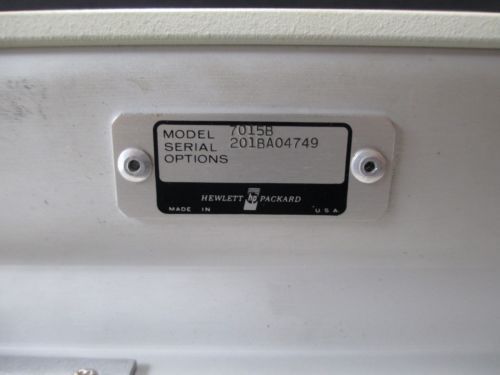 MODEL 7015B
SERIAL 2018A04749
OPTIONS
HEWLETT hp PACKARD
MADE IN U.S.A.